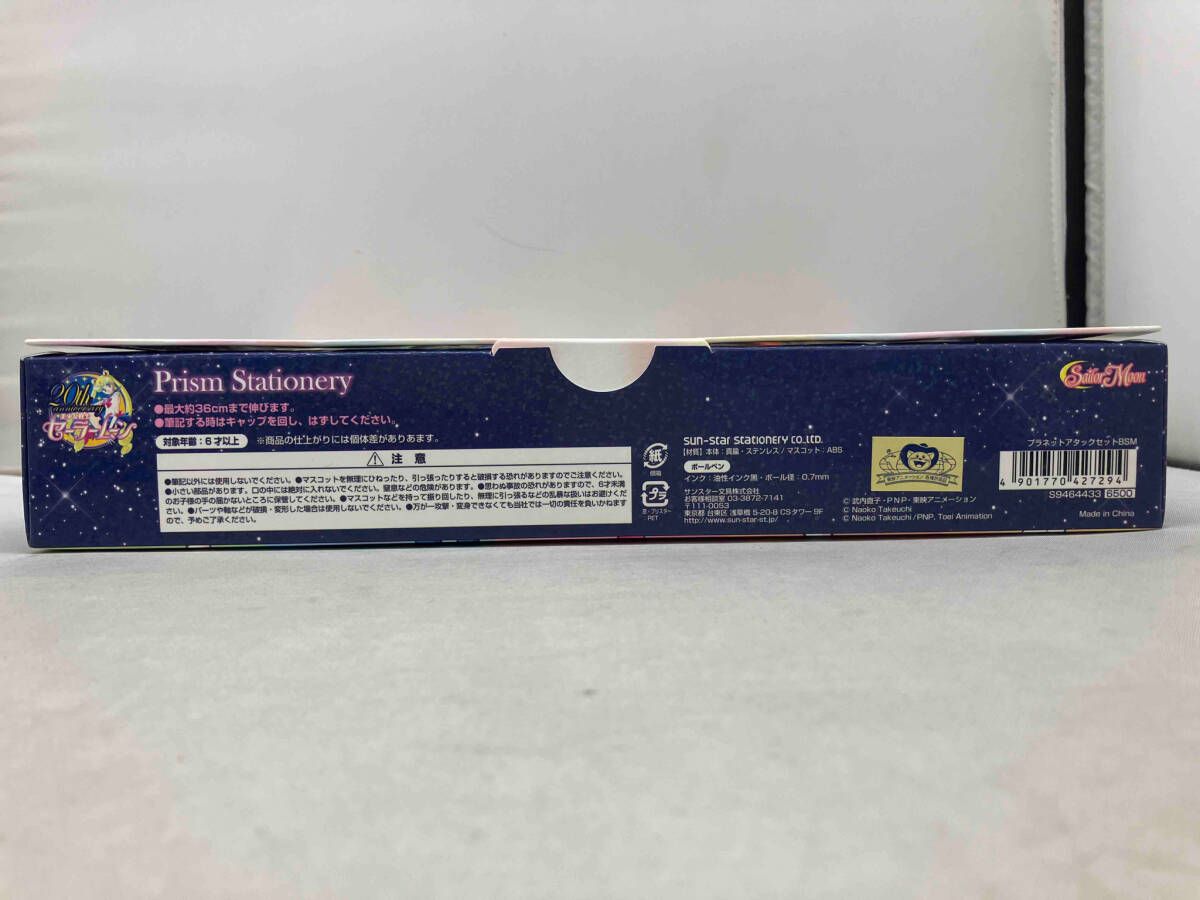 20th
anniversary
美少女戦士
セーラームーン
Prism Stationery
●最大約36cmまで伸びます。
●筆記する時はキャップを回し、はずしてください。
対象年齢:6才以上 ※商品の仕上がりには個体差がありあます。
注 意
●筆記以外には使用しないでください。●マスコットを無理にひねったり、引っ張ったりすると破損する恐れがありますのでご注意ください。
●小さい部品があります。口の中には絶対に入れないでください。窒息などの危険があります。●思わぬ事故の恐れがありますので、6才未満
のお子様の手の届かないところに保管してください。●マスコットなどを持って振り回したり、無理に引っ張るなどの乱暴な扱いはお避けくだ
さい。●パーツや軸などが破損・変形した場合は使用しないでください。●万が一攻撃・変身できなくても当社では一切の責任を負いかねます
ので、予めご了承ください。
紙
個箱
プラ
窓・ブリスター
PET
sun-star stationery co.,ltd.
【材質】本体:真鍮・ステンレス/マスコット:ABS
ボールペン
インク:油性インク黒・ボール径:0.7mm
サンスター文具株式会社
お客様相談室 03-3872-7141
〒111-0053
東京都 台東区 浅草橋 5-20-8 CSタワー 9F
http://www.sun-star-st.jp/
東映アニメーション
© 武内直子・PNP・東映アニメーション
© Naoko Takeuchi
© Naoko Takeuchi/PNP, Toei Animation
Sailor Moon
プラネットアタックセットBSM
4 901770 427294
S9464433 B500
Made in China